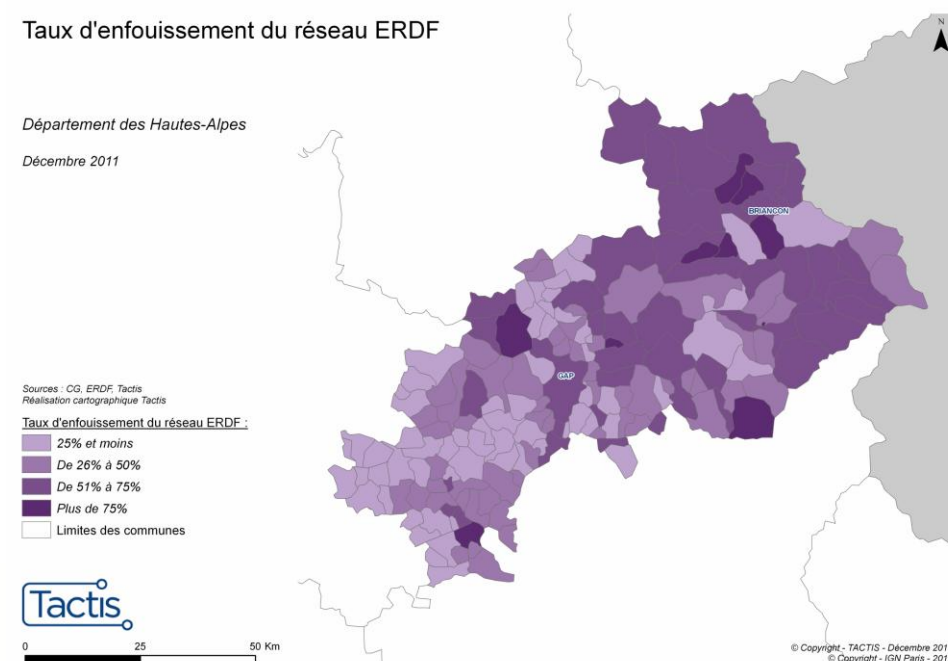 Taux d'enfouissement du réseau ERDF
N
Département des Hautes-Alpes
Décembre 2011
BRIANCON
GAP
Sources : CG, ERDF, Tactis
Réalisation cartographique Tactis
Taux d'enfouissement du réseau ERDF :
25% et moins
De 26% à 50%
De 51% à 75%
Plus de 75%
Limites des communes
Tactis
0 25 50 Km
© Copyright - TACTIS - Décembre 201
© Copyright - IGN Paris - 201